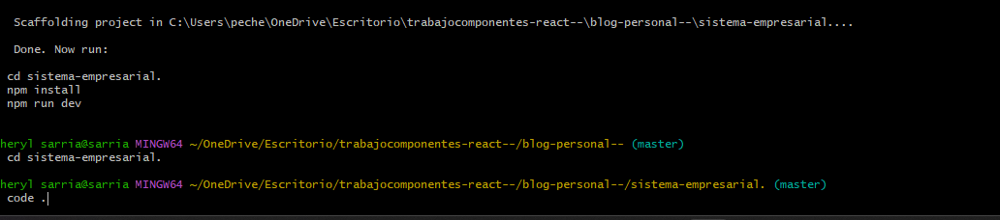 Scaffolding project in C:\Users\peche\OneDrive\Escritorio\trabajocomponentes-react--\blog-personal--\sistema-empresarial....
Done. Now run:
cd sistema-empresarial.
npm install
npm run dev
heryl sarria@sarria MINGW64 ~/OneDrive/Escritorio/trabajocomponentes-react--/blog-personal-- (master)
cd sistema-empresarial.
heryl sarria@sarria MINGW64 ~/OneDrive/Escritorio/trabajocomponentes-react--/blog-personal--/sistema-empresarial. (master)
code .